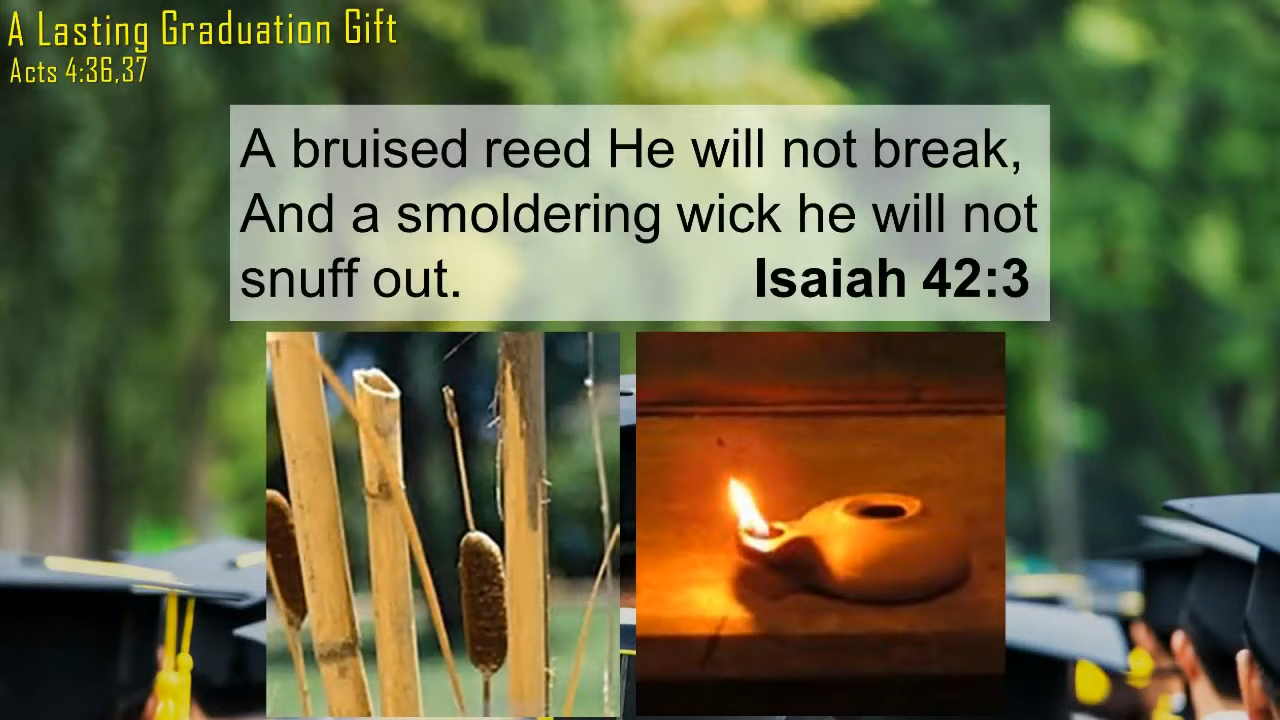 A Lasting Graduation Gift
Acts 4:36,37
A bruised reed He will not break,
And a smoldering wick he will not
snuff out. Isaiah 42:3